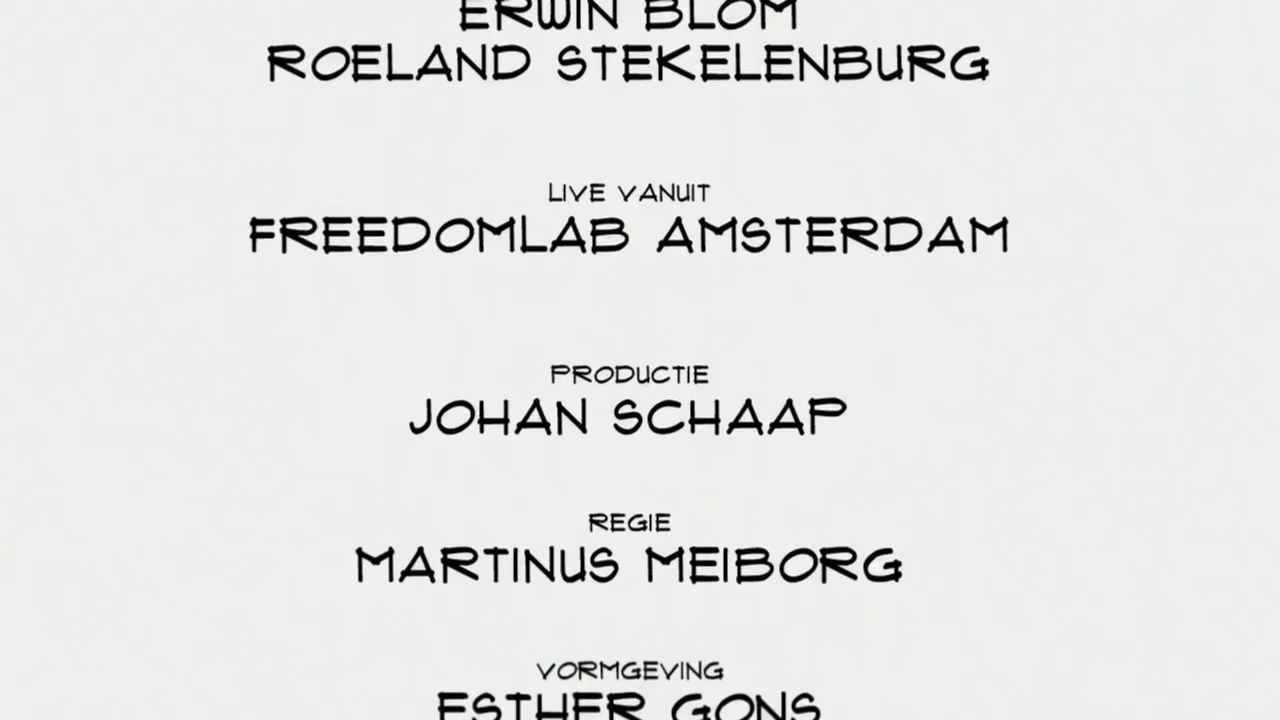 ERWIN BLOM
ROELAND STEKELENBURG
LIVE VANUIT
FREEDOMLAB AMSTERDAM
PRODUCTIE
JOHAN SCHAAP
REGIE
MARTINUS MEIBORG
VORMGEVING
ESTHER GONS